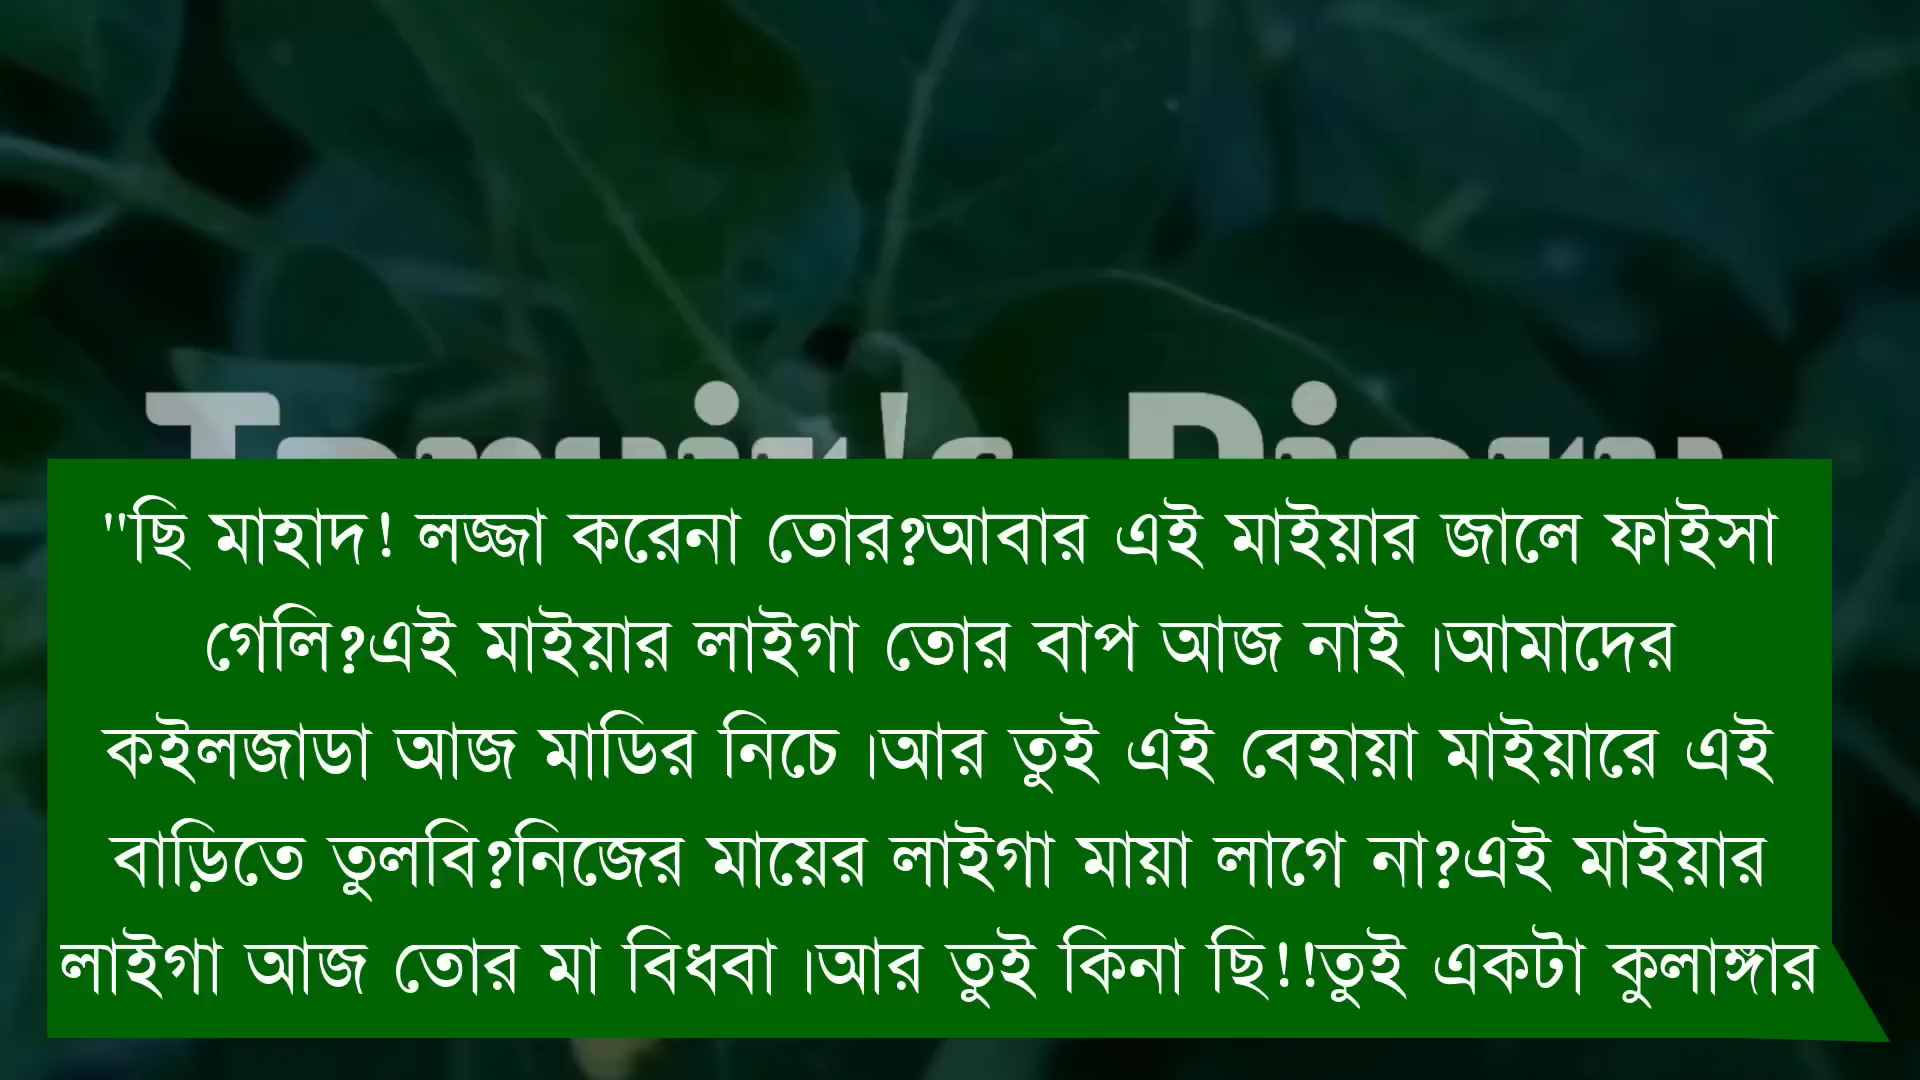 "ছি মাহাদ! লজ্জা করেনা তোর?আবার এই মাইয়ার জালে ফাইসা
গেলি?এই মাইয়ার লাইগা তোর বাপ আজ নাই।আমাদের
কইলজাডা আজ মাডির নিচে।আর তুই এই বেহায়া মাইয়ারে এই
বাড়িতে তুলবি?নিজের মায়ের লাইগা মায়া লাগে না?এই মাইয়ার
লাইগা আজ তোর মা বিধবা।আর তুই কিনা ছি!!তুই একটা কুলাঙ্গার